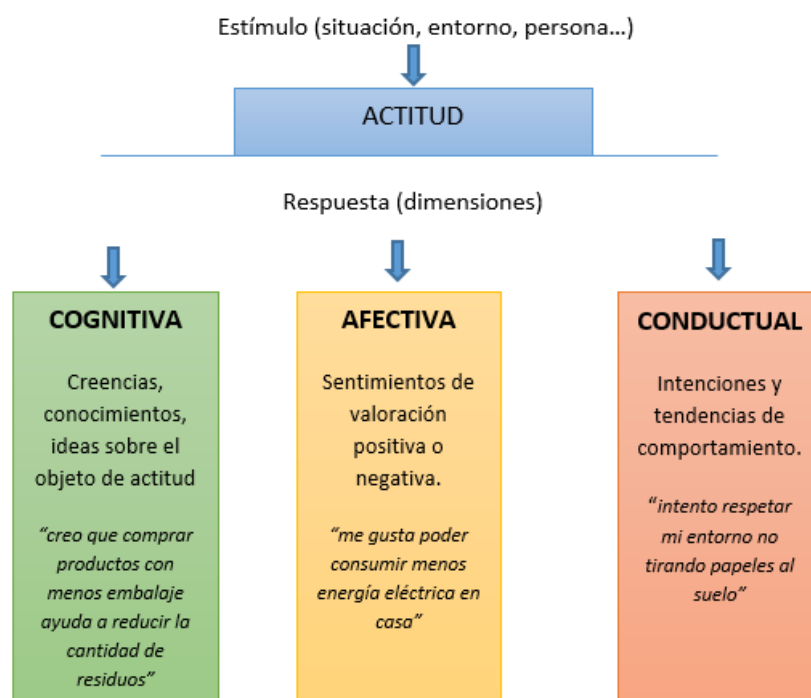 Estímulo (situación, entorno, persona…)
ACTITUD
Respuesta (dimensiones)
COGNITIVA
Creencias,
conocimientos,
ideas sobre el
objeto de actitud
“creo que comprar
productos con
menos embalaje
ayuda a reducir la
cantidad de
residuos”
AFECTIVA
Sentimientos de
valoración
positiva o
negativa.
“me gusta poder
consumir menos
energía eléctrica en
casa”
CONDUCTUAL
Intenciones y
tendencias de
comportamiento.
“intento respetar
mi entorno no
tirando papeles al
suelo”